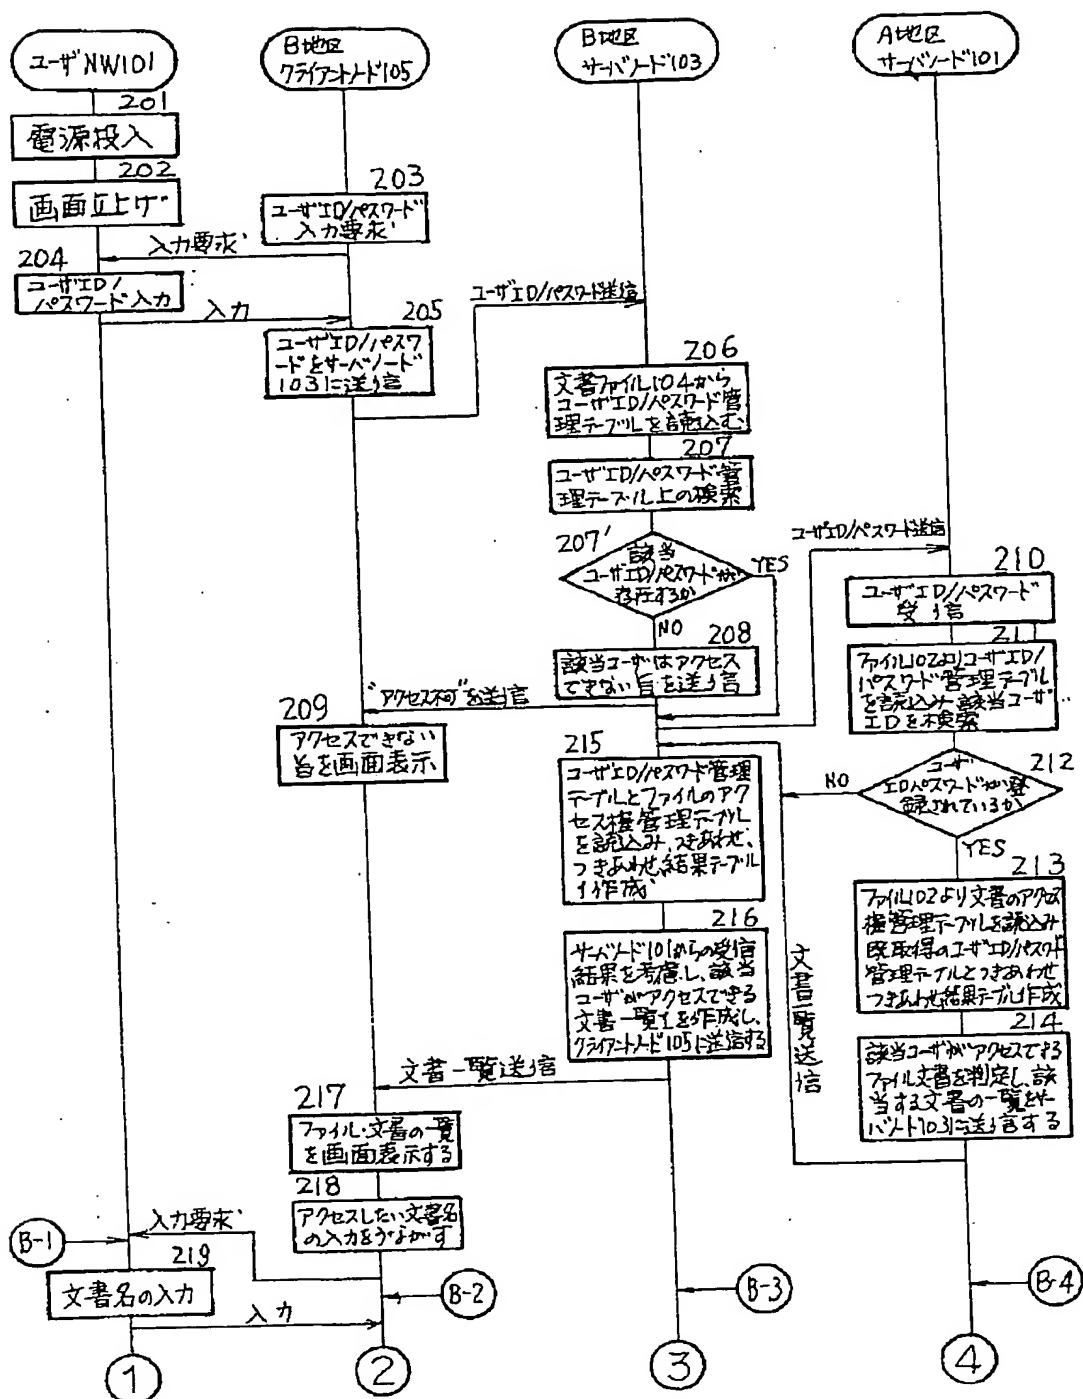 ユーザNW101
B地区
クライアントノード105
B地区
サーバノード103
A地区
サーバノード101
201
電源投入
202
画面立上げ
203
ユーザID/パスワード
入力要求
入力要求
204
ユーザID/
パスワード入力
入力
205
ユーザID/パスワ
ードをサーバノード
103に送信
ユーザID/パスワード送信
206
文書ファイル104から
ユーザID/パスワード管
理テーブルを読込む
207
ユーザID/パスワード管
理テーブル上の検索
207'
該当
ユーザID/パスワードが
存在するか
YES
NO
208
該当ユーザはアクセス
できない旨を送信
"アクセス不可"を送信
209
アクセスできない
旨を画面表示
ユーザID/パスワード送信
210
ユーザID/パスワード
受信
211
ファイル102よりユーザID/
パスワード管理テーブル
を読込み、該当ユーザ
IDを検索
212
ユーザ
IDパスワードが登
録されているか
NO
YES
213
ファイル102より文書のアクセス
権管理テーブルを読込み
既取得のユーザID/パスワード
管理テーブルとつきあわせ
つきあわせ結果テーブル作成
214
該当ユーザがアクセスできる
ファイル文書を判定し、該
当する文書の一覧をサー
バノード103に送信する
文書一覧送信
215
ユーザID/パスワード管理
テーブルとファイルのアク
セス権管理テーブル
を読込み、つきあわせ、
つきあわせ結果テーブル
作成
216
サーバノード101からの受信
結果を考慮し、該当
ユーザがアクセスできる
文書一覧を作成し、
クライアントノード105に送信する
文書一覧送信
217
ファイル・文書の一覧
を画面表示する
218
アクセスしたい文書名
の入力をうながす
入力要求
B-1
219
文書名の入力
入力
B-2
B-3
B-4
1
2
3
4